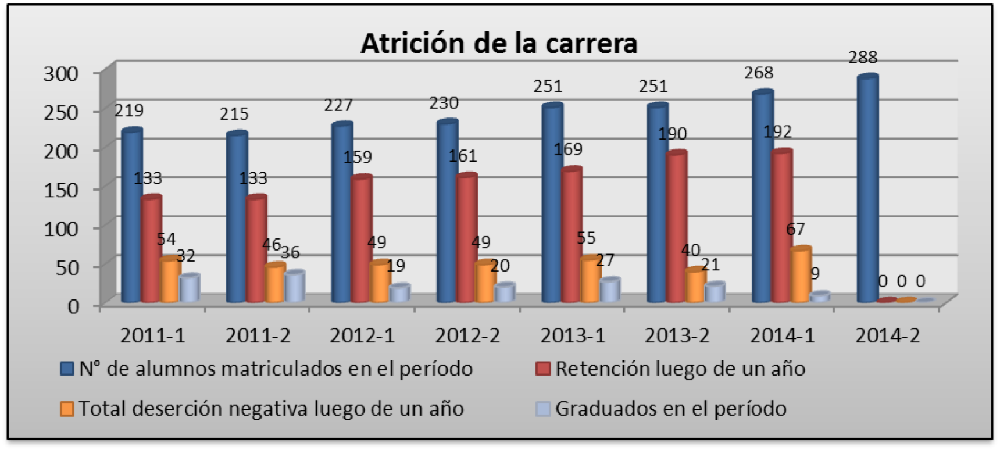 Atrición de la carrera
300
250
200
150
100
50
0
219 133 54 32
215 133 46 36
227 159 49 19
230 161 49 20
251 169 55 27
251 190 40 21
268 192 67 9
288 0 0 0
2011-1 2011-2 2012-1 2012-2 2013-1 2013-2 2014-1 2014-2
N° de alumnos matriculados en el período
Retención luego de un año
Total deserción negativa luego de un año
Graduados en el período